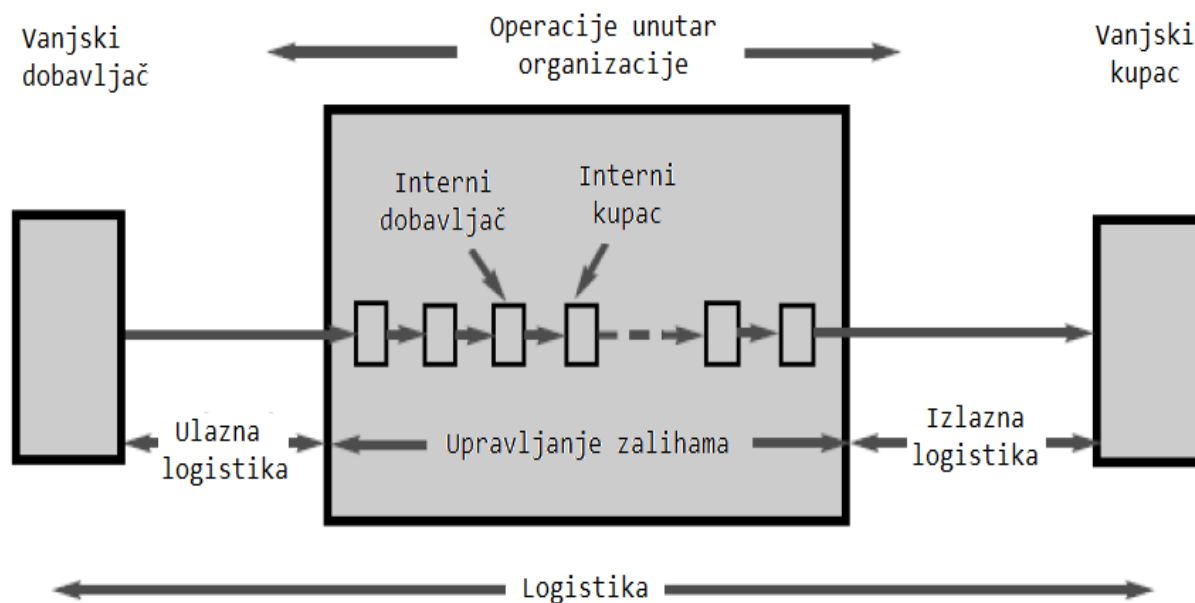 Vanjski
dobavljač
Operacije unutar
organizacije
Vanjski
kupac
Interni
dobavljač
Interni
kupac
Ulazna
logistika
Upravljanje zalihama
Izlazna
logistika
Logistika